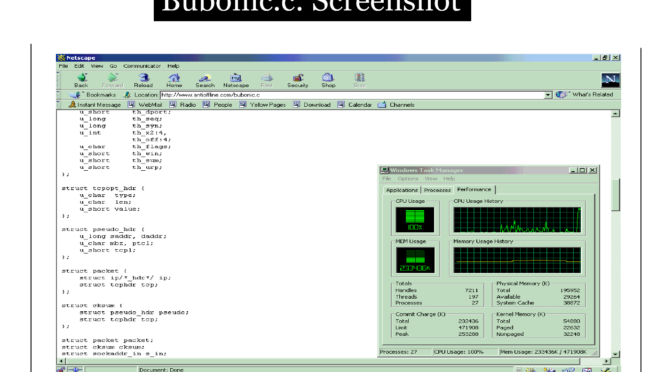 Bubonic.c. Screenshot
Netscape
File Edit View Go Communicator Help
Back Forward Reload Home Search Netscape Print Security Shop Stop
Bookmarks Location: http://www.antioffline.com/bubonic.c What's Related
Instant Message WebMail Radio People Yellow Pages Download Calendar Channels
u_short th_dport;
u_long th_seq;
u_long th_syn;
u_int th_x2:4,
th_off:4;
u_char th_flags;
u_short th_win;
u_short th_sum;
u_short th_urp;
};
struct tcpopt_hdr {
u_char type;
u_char len;
u_short value;
};
struct pseudo_hdr {
u_long saddr, daddr;
u_char mbz, ptcl;
u_short tcpl;
};
struct packet {
struct ip/*_hdr*/ ip;
struct tcphdr tcp;
};
struct cksum {
struct pseudo_hdr pseudo;
struct tcphdr tcp;
};
struct packet packet;
struct cksum cksum;
struct sockaddr_in s_in;
Document: Done
Windows Task Manager
File Options View Help
Applications Processes Performance
CPU Usage CPU Usage History
100%
MEM Usage Memory Usage History
233436K
Totals
Handles 7211
Threads 197
Processes 27
Physical Memory (K)
Total 195952
Available 29264
System Cache 38872
Commit Charge (K)
Total 233436
Limit 471908
Peak 253288
Kernel Memory (K)
Total 54880
Paged 22632
Nonpaged 32248
Processes: 27 CPU Usage: 100% Mem Usage: 233436K / 471908K